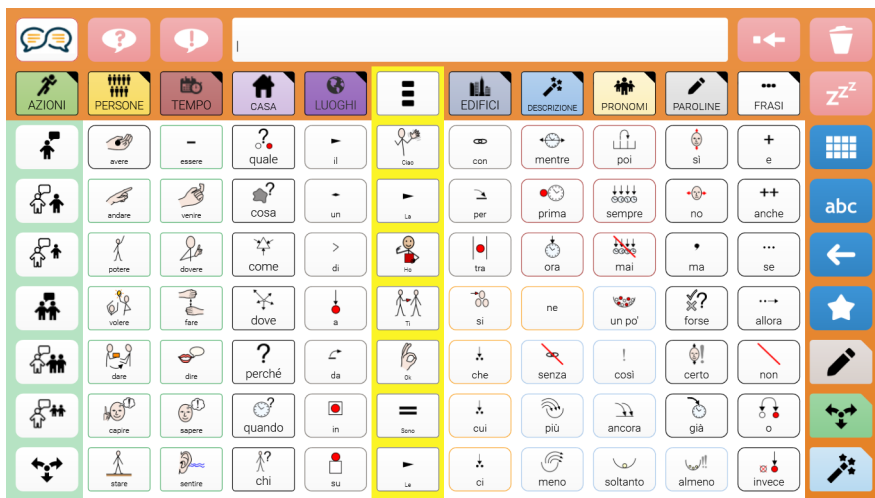 AZIONI PERSONE TEMPO CASA LUOGHI EDIFICI DESCRIZIONE PRONOMI PAROLINE FRASI zzz
avere essere quale il Ciao con mentre poi sì e
andare venire cosa un La per prima sempre no anche abc
potere dovere come di Ho tra ora mai ma se
volere fare dove a Ti si ne un po' forse allora
dare dire perché da Ok che senza così certo non
capire sapere quando in Sono cui più ancora già o
stare sentire chi su Le ci meno soltanto almeno invece